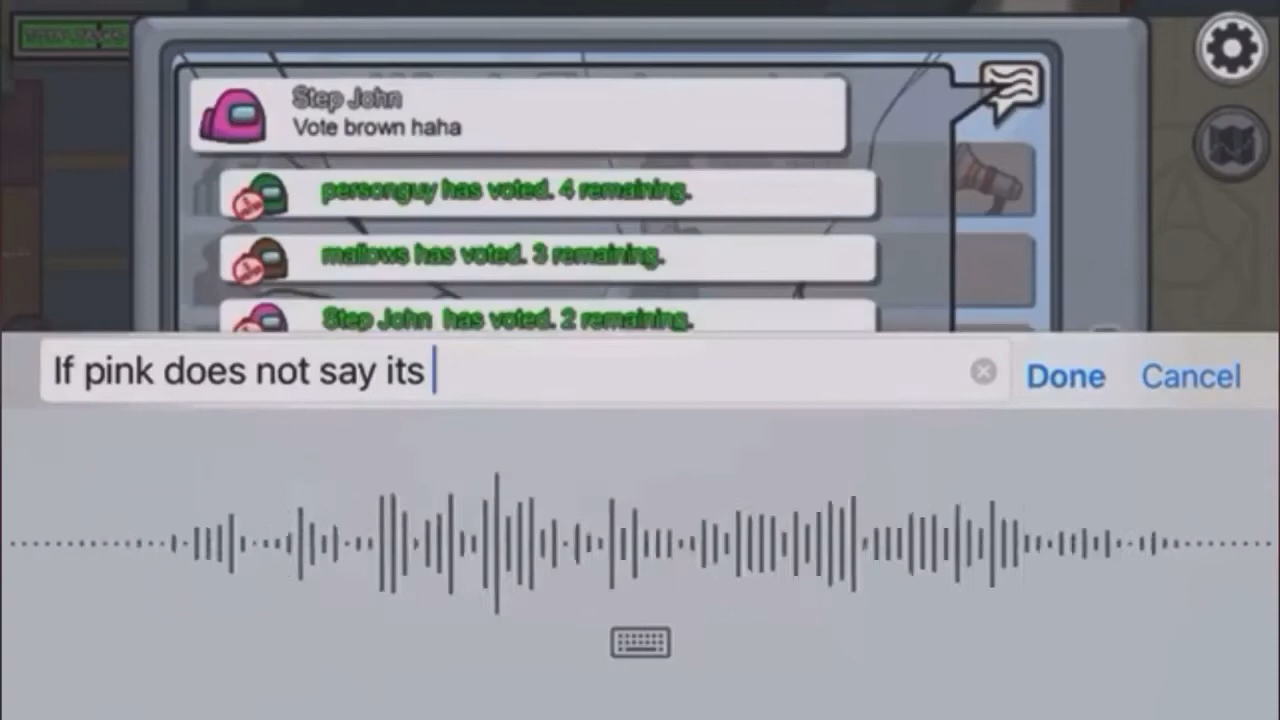 Step John
Vote brown haha
personguy has voted. 4 remaining.
mallows has voted. 3 remaining.
Step John has voted. 2 remaining.
If pink does not say its
Done
Cancel